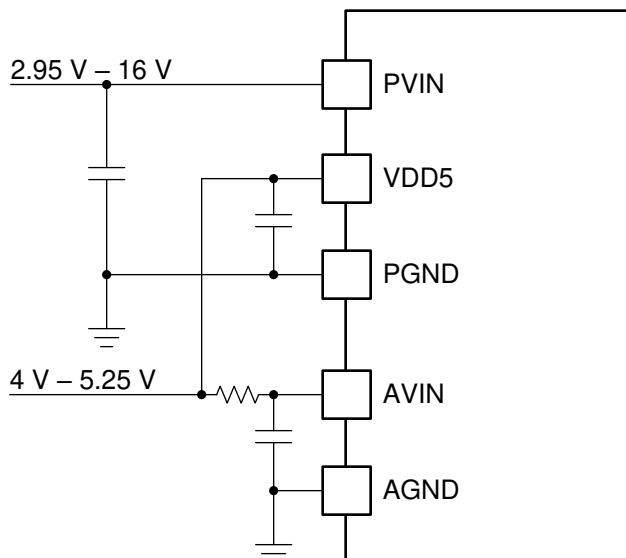 2.95 V – 16 V
PVIN
VDD5
PGND
4 V – 5.25 V
AVIN
AGND